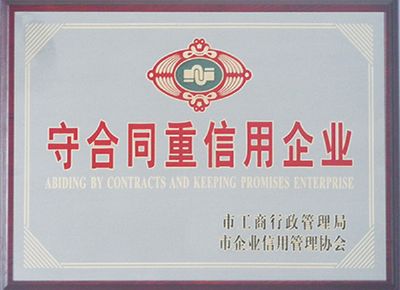 守合同重信用企业
ABIDING BY CONTRACTS AND KEEPING PROMISES ENTERPRISE
市工商行政管理局
市企业信用管理协会